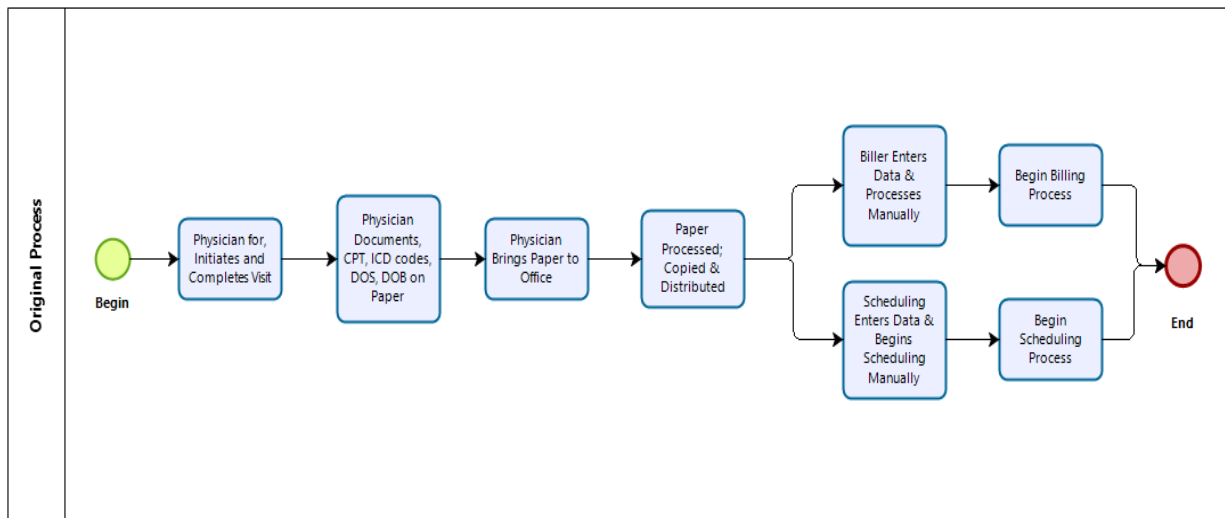 Original Process
Begin
Physician for,
Initiates and
Completes Visit
Physician
Documents,
CPT, ICD codes,
DOS, DOB on
Paper
Physician
Brings Paper to
Office
Paper
Processed;
Copied &
Distributed
Biller Enters
Data &
Processes
Manually
Begin Billing
Process
Scheduling
Enters Data &
Begins
Scheduling
Manually
Begin
Scheduling
Process
End